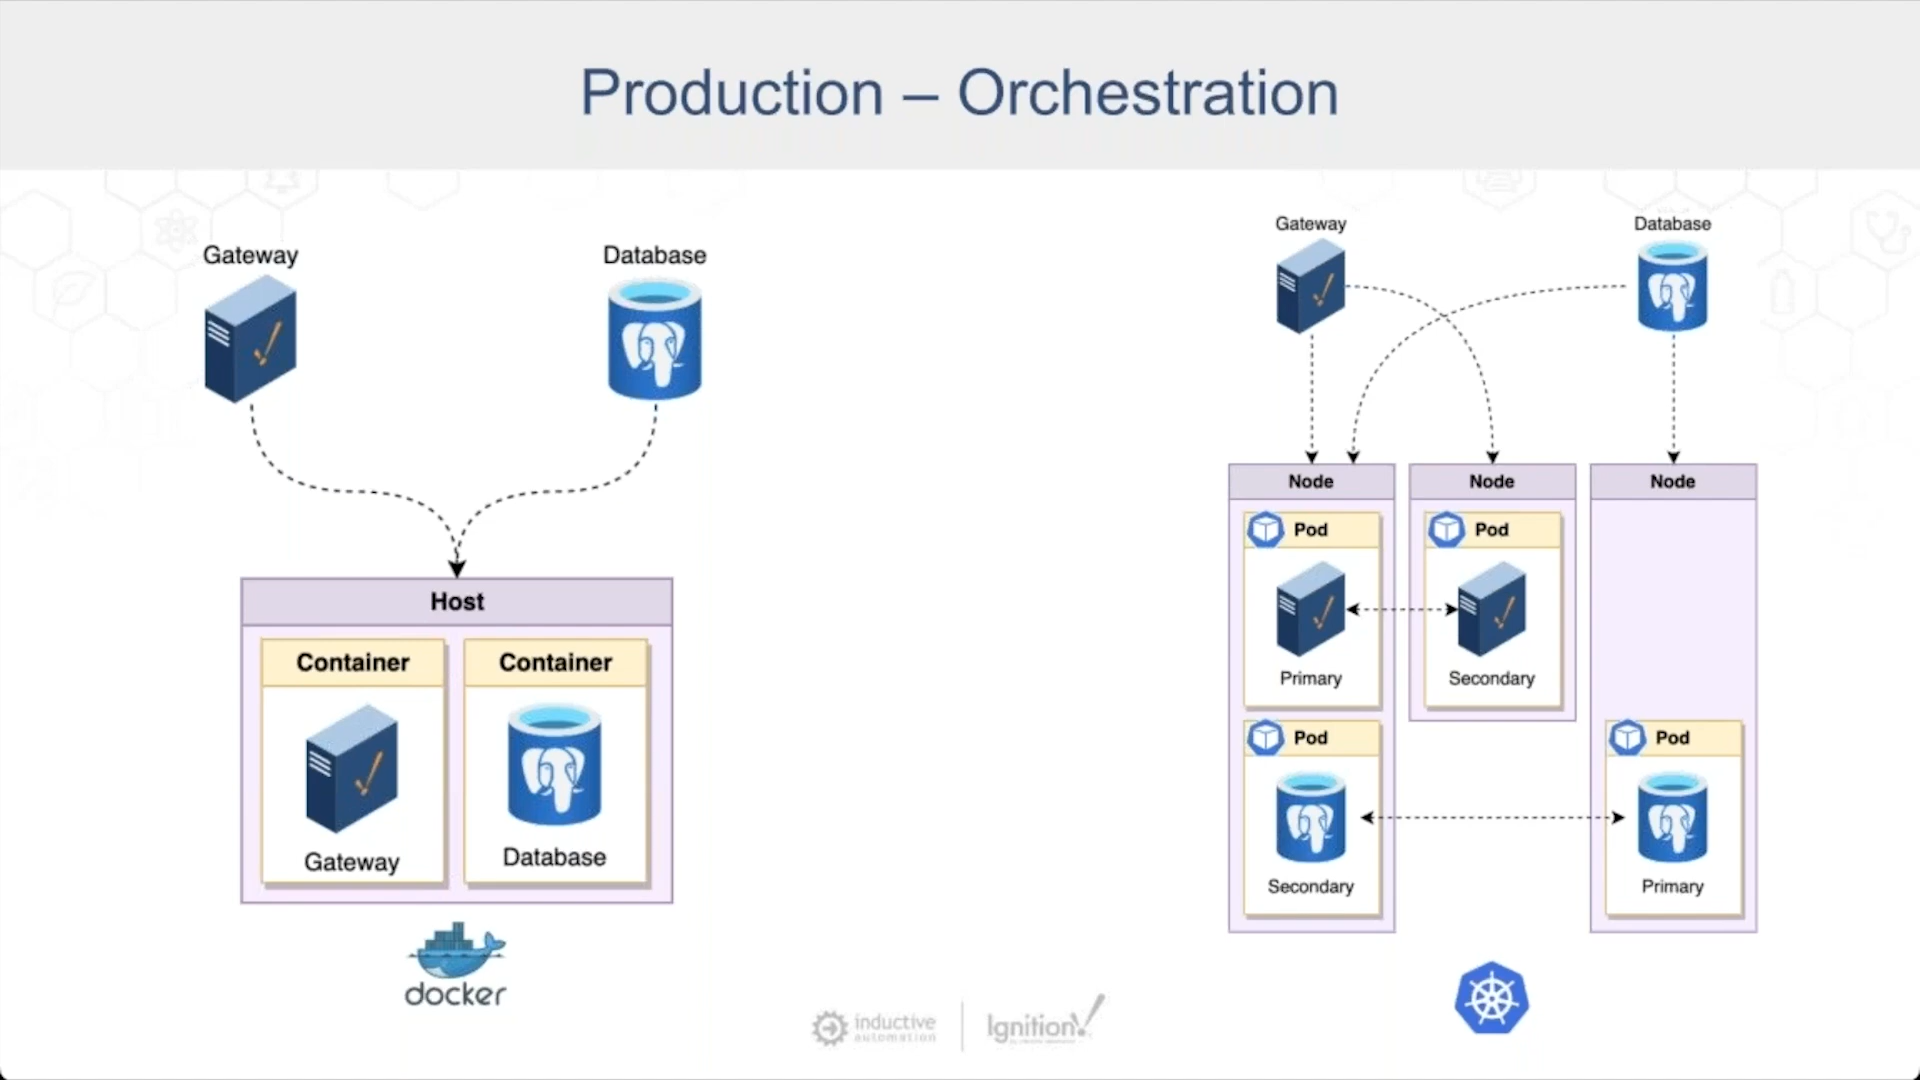 Production – Orchestration
Gateway
Database
Host
Container
Container
Gateway
Database
docker
Gateway
Database
Node
Node
Node
Pod
Pod
Primary
Secondary
Pod
Pod
Secondary
Primary
inductive
automation
Ignition!